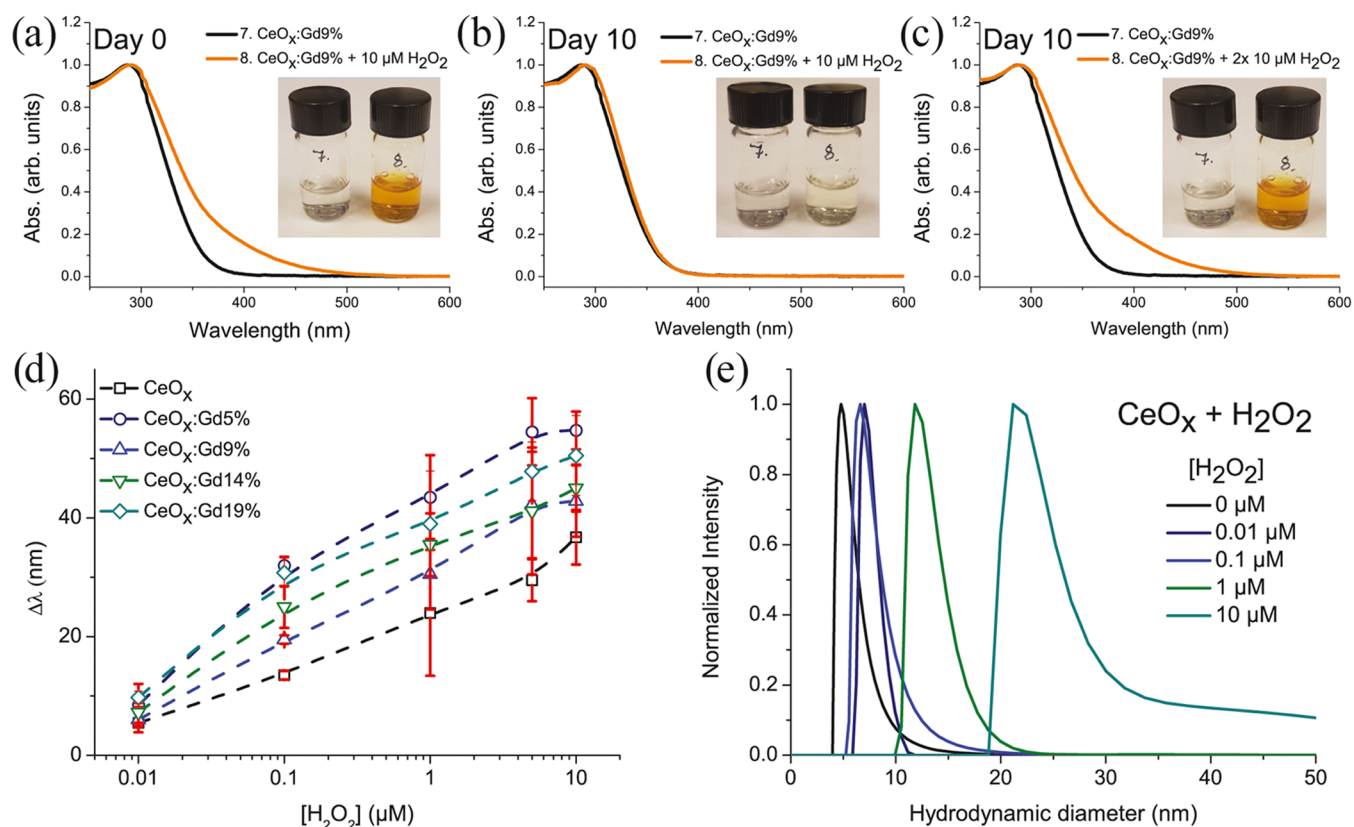 (a)
Day 0
7. CeOX:Gd9%
8. CeOX:Gd9% + 10 µM H2O2
7.
8.
Abs. (arb. units)
1.2
1.0
0.8
0.6
0.4
0.2
0.0
300 400 500 600
Wavelength (nm)
(b)
Day 10
7. CeOX:Gd9%
8. CeOX:Gd9% + 10 µM H2O2
7.
8.
Abs. (arb. units)
1.2
1.0
0.8
0.6
0.4
0.2
0.0
300 400 500 600
Wavelength (nm)
(c)
Day 10
7. CeOX:Gd9%
8. CeOX:Gd9% + 2x 10 µM H2O2
7.
8.
Abs. (arb. units)
1.2
1.0
0.8
0.6
0.4
0.2
0.0
300 400 500 600
Wavelength (nm)
(d)
CeOX
CeOX:Gd5%
CeOX:Gd9%
CeOX:Gd14%
CeOX:Gd19%
Δλ (nm)
60
40
20
0
0.01 0.1 1 10
[H2O2] (µM)
(e)
CeOX + H2O2
[H2O2]
0 µM
0.01 µM
0.1 µM
1 µM
10 µM
Normalized Intensity
1.0
0.8
0.6
0.4
0.2
0.0
0 10 20 30 40 50
Hydrodynamic diameter (nm)